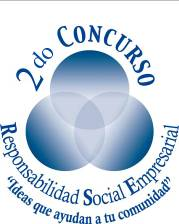 2do CONCURSO
Responsabilidad Social Empresarial
"Ideas que ayudan a tu comunidad"